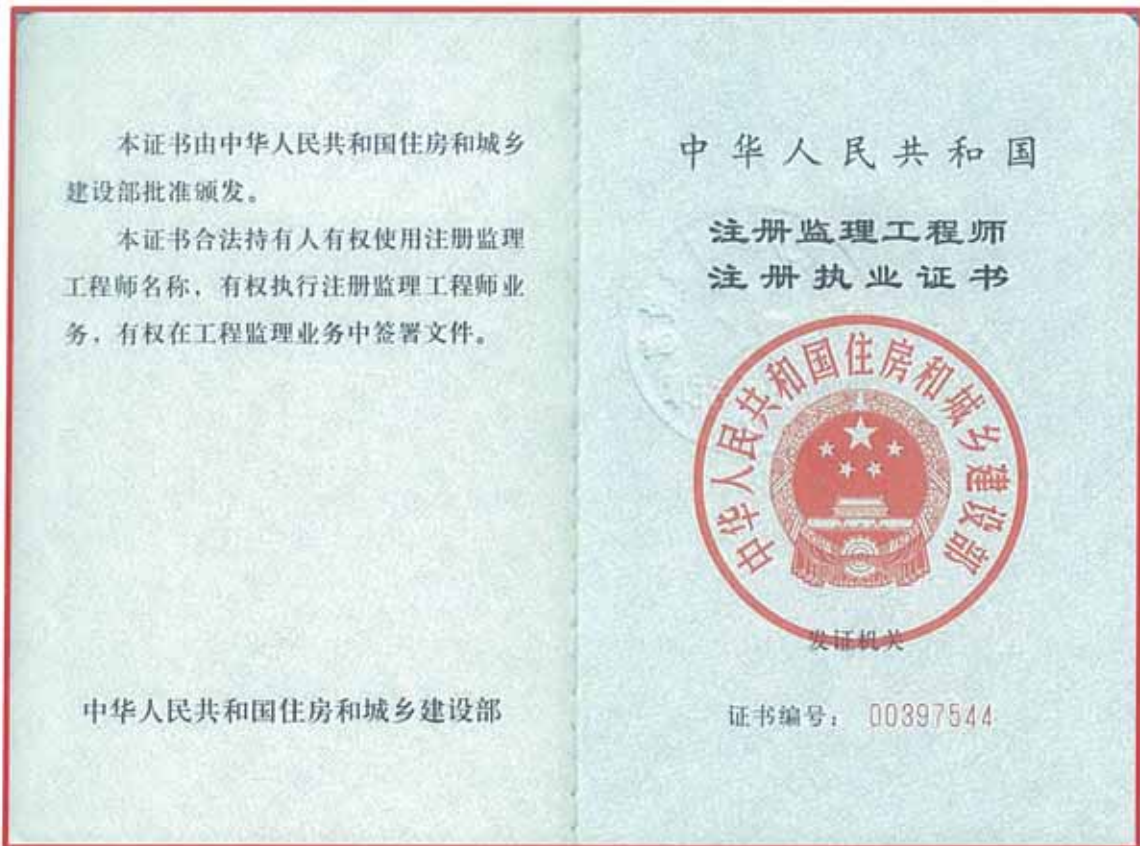 本证书由中华人民共和国住房和城乡
建设部批准颁发。
本证书合法持有人有权使用注册监理
工程师名称，有权执行注册监理工程师业
务，有权在工程监理业务中签署文件。
中华人民共和国住房和城乡建设部
中华人民共和国
注册监理工程师
注册执业证书
中华人民共和国住房和城乡建设部
发证机关
证书编号：00397544